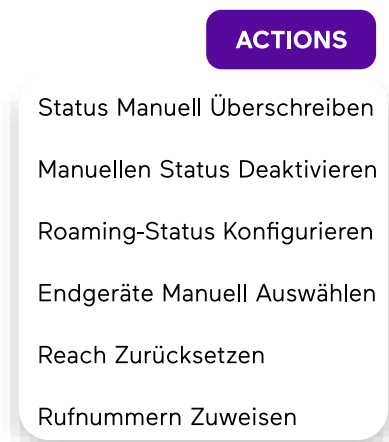 ACTIONS
Status Manuell Überschreiben
Manuellen Status Deaktivieren
Roaming-Status Konfigurieren
Endgeräte Manuell Auswählen
Reach Zurücksetzen
Rufnummern Zuweisen